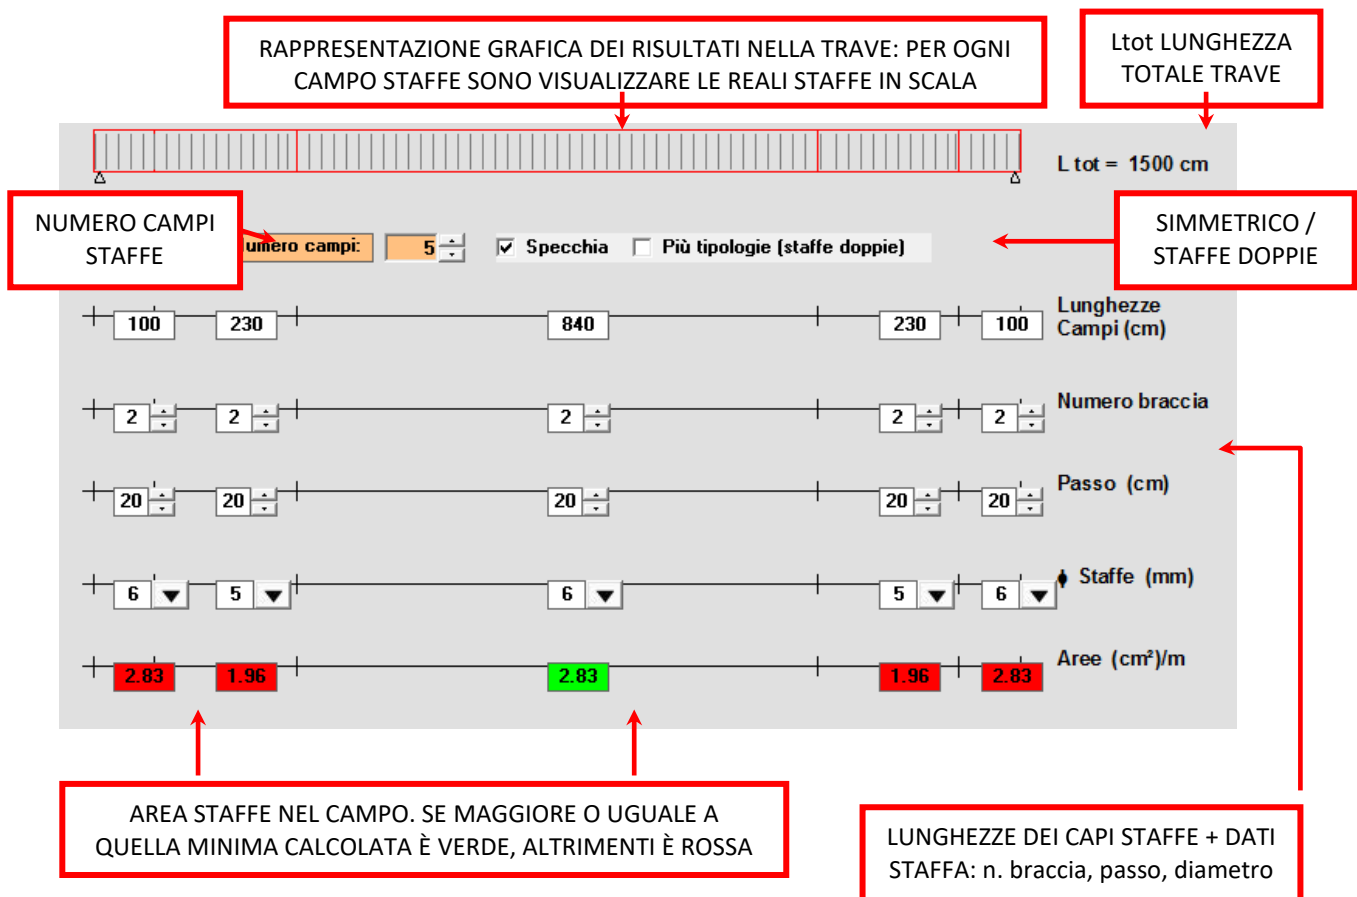 RAPPRESENTAZIONE GRAFICA DEI RISULTATI NELLA TRAVE: PER OGNI
CAMPO STAFFE SONO VISUALIZZARE LE REALI STAFFE IN SCALA
Ltot LUNGHEZZA
TOTALE TRAVE
L tot = 1500 cm
NUMERO CAMPI
STAFFE
umero campi: 5 Specchia Più tipologie (staffe doppie)
SIMMETRICO /
STAFFE DOPPIE
100 230 840 230 100 Lunghezze
Campi (cm)
2 2 2 2 2 Numero braccia
20 20 20 20 20 Passo (cm)
6 5 6 5 6 ϕ Staffe (mm)
2.83 1.96 2.83 1.96 2.83 Aree (cm²)/m
AREA STAFFE NEL CAMPO. SE MAGGIORE O UGUALE A
QUELLA MINIMA CALCOLATA È VERDE, ALTRIMENTI È ROSSA
LUNGHEZZE DEI CAPI STAFFE + DATI
STAFFA: n. braccia, passo, diametro